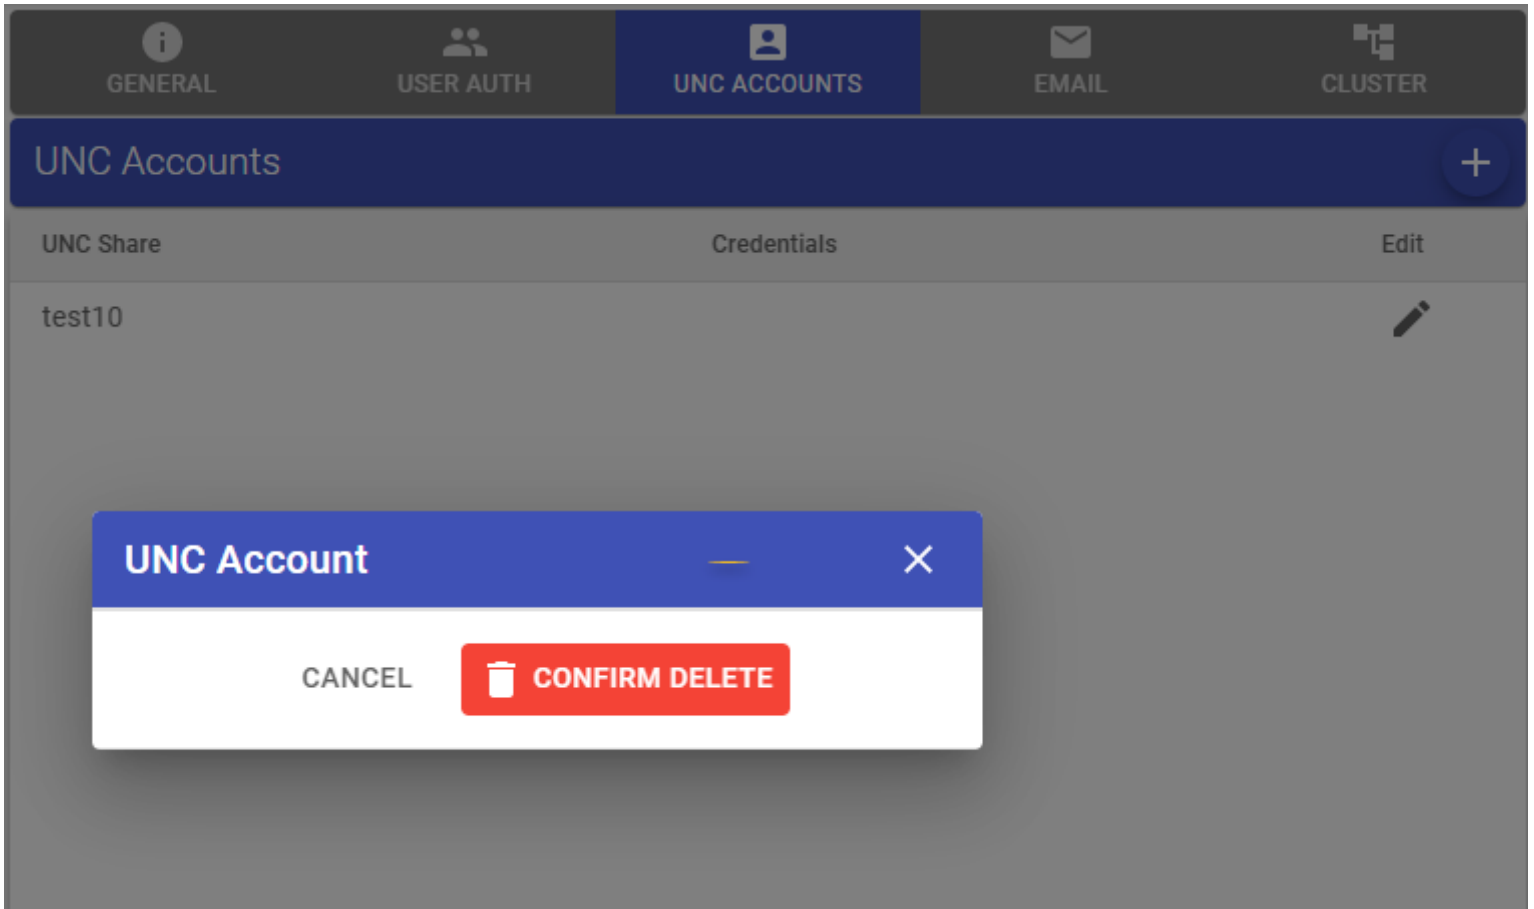 GENERAL USER AUTH UNC ACCOUNTS EMAIL CLUSTER
UNC Accounts
UNC Share Credentials Edit
test10
UNC Account
CANCEL CONFIRM DELETE